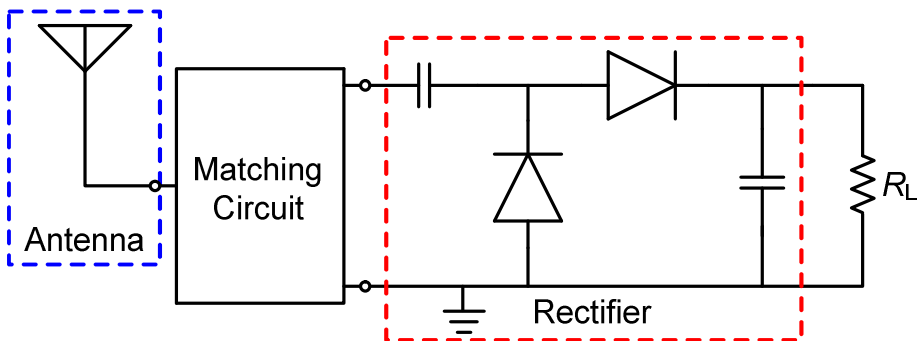 Antenna
Matching
Circuit
Rectifier
R_L